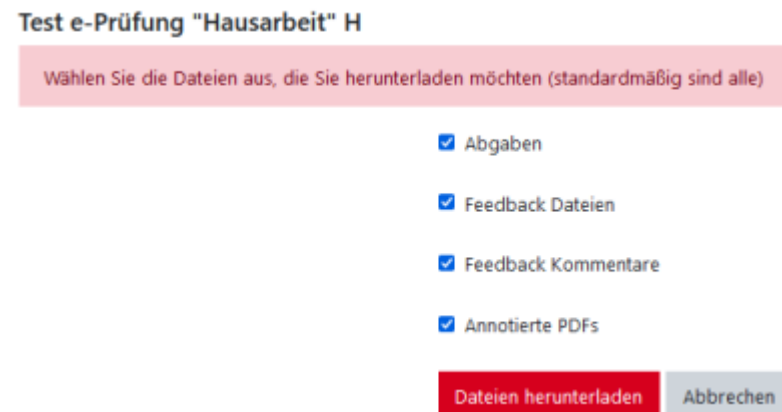 Test e-Prüfung "Hausarbeit" H
Wählen Sie die Dateien aus, die Sie herunterladen möchten (standardmäßig sind alle)
Abgaben
Feedback Dateien
Feedback Kommentare
Annotierte PDFs
Dateien herunterladen Abbrechen